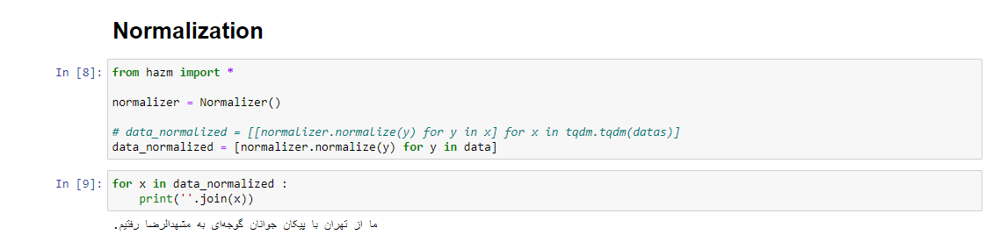 Normalization
In [8]:
from hazm import *
normalizer = Normalizer()
# data_normalized = [[normalizer.normalize(y) for y in x] for x in tqdm.tqdm(datas)]
data_normalized = [normalizer.normalize(y) for y in data]
In [9]:
for x in data_normalized :
    print(''.join(x))
ما از تهران با پیکان جوانان گوجه‌ای به مشهدالرضا رفتیم.